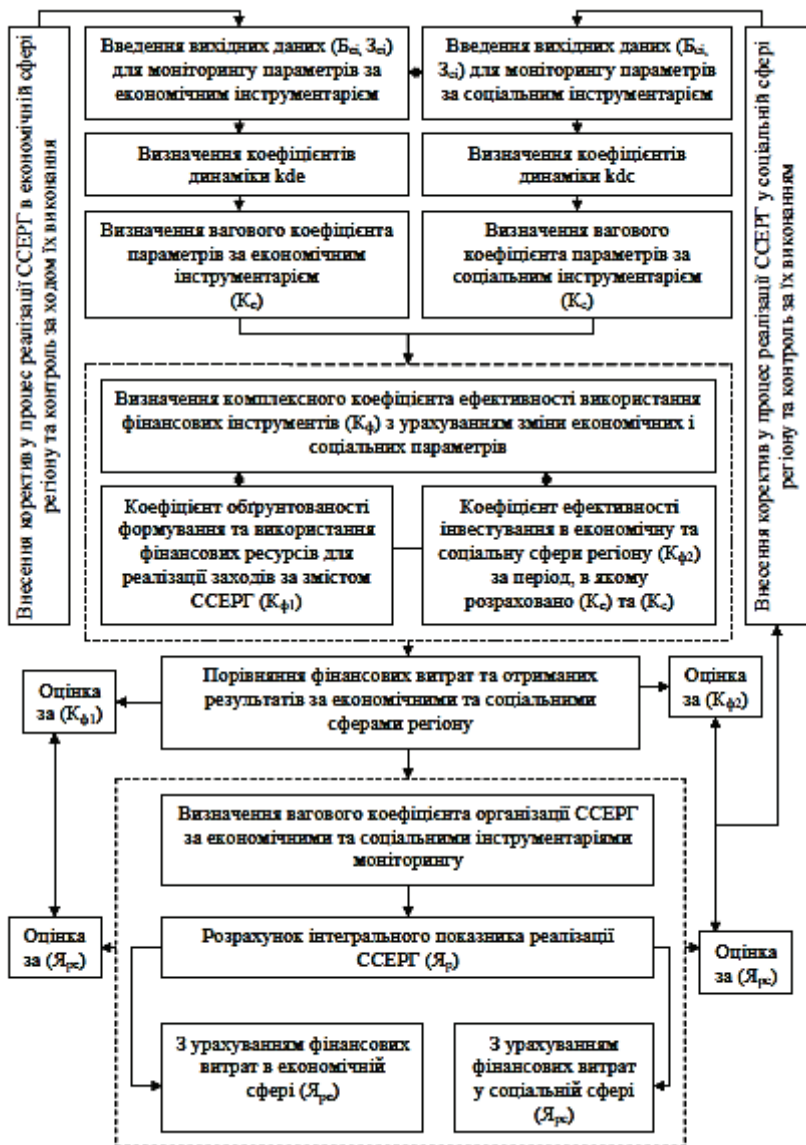 Внесення коректив у процес реалізації ССЕРГ в економічній сфері
регіону та контроль за ходом їх виконання
Введення вихідних даних (Беі, Зеі)
для моніторингу параметрів за
економічним інструментарієм
Введення вихідних даних (Бсі,
Зсі) для моніторингу параметрів
за соціальним інструментарієм
Визначення коефіцієнтів
динаміки kde
Визначення коефіцієнтів
динаміки kdc
Визначення вагового коефіцієнта
параметрів за економічним
інструментарієм
(Ке)
Визначення вагового
коефіцієнта параметрів за
соціальним інструментарієм
(Кс)
Визначення комплексного коефіцієнта ефективності використання
фінансових інструментів (Кф) з урахуванням зміни економічних і
соціальних параметрів
Коефіцієнт обґрунтованості
формування та використання
фінансових ресурсів для
реалізації заходів за змістом
ССЕРГ (Кф1)
Коефіцієнт ефективності
інвестування в економічну та
соціальну сфери регіону (Кф2)
за період, в якому
розраховано (Ке) та (Кс)
Внесення коректив у процес реалізації ССЕРГ у соціальній сфері
регіону та контроль за їх виконанням
Оцінка
за (Кф1)
Порівняння фінансових витрат та отриманих
результатів за економічними та соціальними
сферами регіону
Оцінка
за (Кф2)
Визначення вагового коефіцієнта організації ССЕРГ
за економічними та соціальними інструментаріями
моніторингу
Оцінка
за (Яре)
Розрахунок інтегрального показника реалізації
ССЕРГ (Яр)
Оцінка
за (Ярс)
З урахуванням фінансових
витрат в економічній
сфері (Яре)
З урахуванням
фінансових витрат
у соціальній сфері
(Ярс)